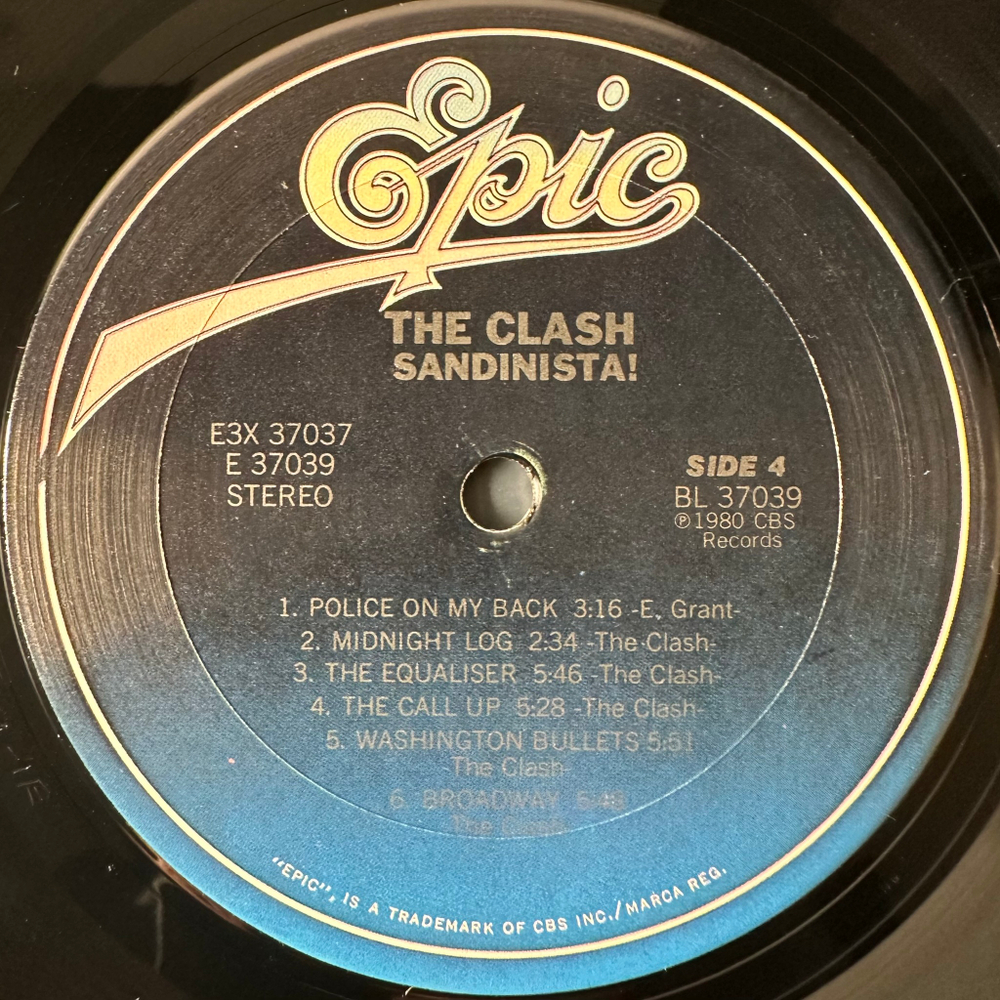 Epic
THE CLASH
SANDINISTA!
E3X 37037
E 37039
STEREO
SIDE 4
BL 37039
℗1980 CBS
Records
1. POLICE ON MY BACK 3:16 -E. Grant-
2. MIDNIGHT LOG 2:34 -The Clash-
3. THE EQUALISER 5:46 -The Clash-
4. THE CALL UP 5:28 -The Clash-
5. WASHINGTON BULLETS 5:51
-The Clash-
6. BROADWAY
The Clash
"EPIC", IS A TRADEMARK OF CBS INC./MARCA REG.